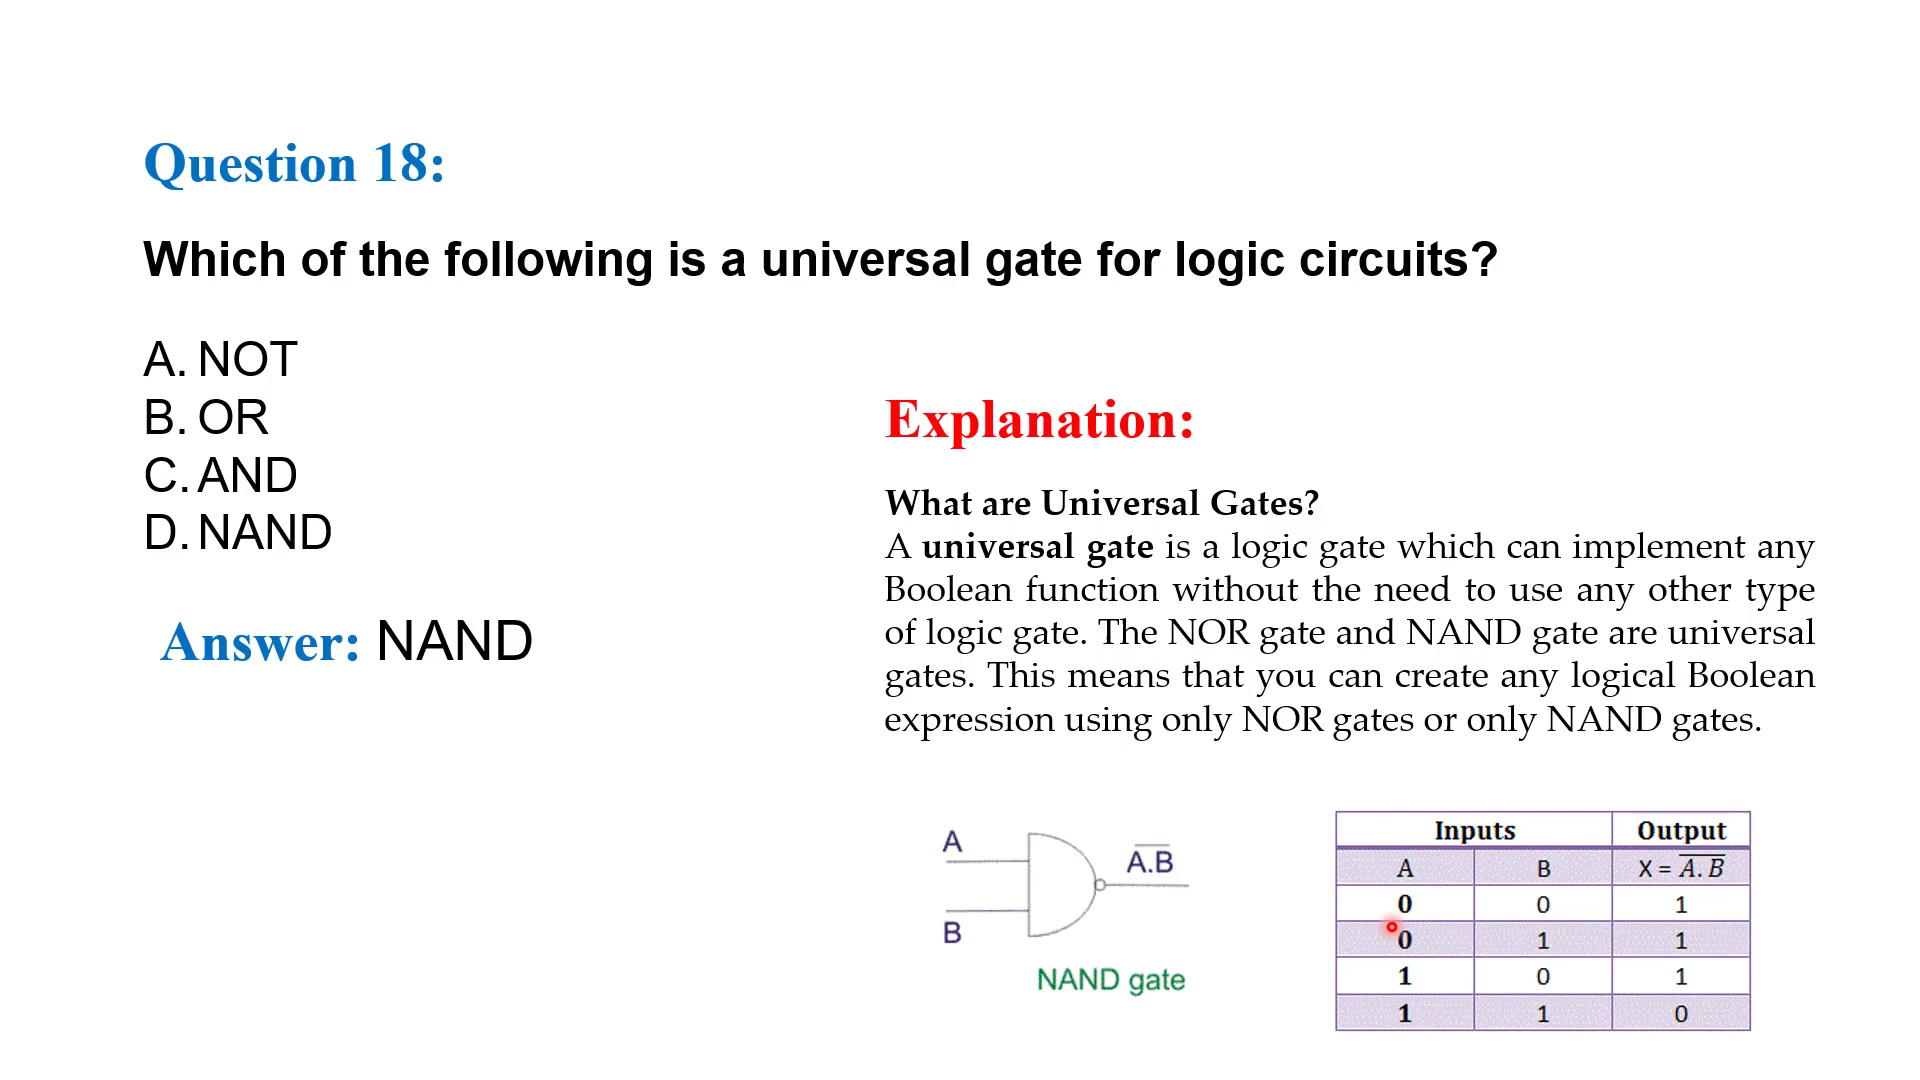 Question 18:
Which of the following is a universal gate for logic circuits?
A. NOT
B. OR
C. AND
D. NAND
Answer: NAND
Explanation:
What are Universal Gates?
A universal gate is a logic gate which can implement any
Boolean function without the need to use any other type
of logic gate. The NOR gate and NAND gate are universal
gates. This means that you can create any logical Boolean
expression using only NOR gates or only NAND gates.
A
B
A̅.̅B̅
NAND gate
Inputs Output
A B X = A̅.̅ B̅
0 0 1
0 1 1
1 0 1
1 1 0